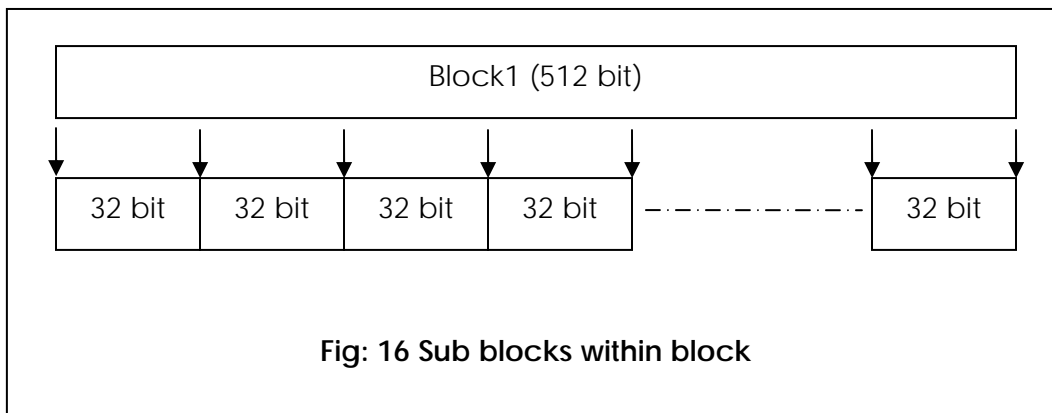 Block1 (512 bit)
32 bit 32 bit 32 bit 32 bit 32 bit
Fig: 16 Sub blocks within block